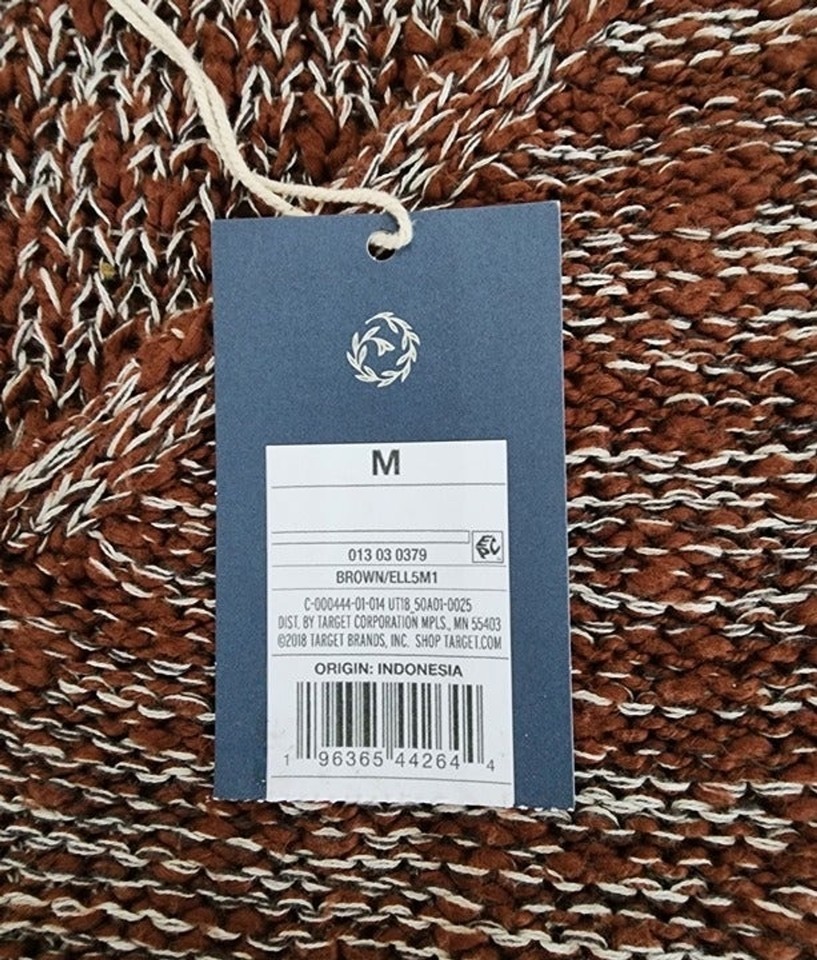 M
013 03 0379
BROWN/ELL5M1
C-000444-01-014 UT18_50AD1-0025
DIST. BY TARGET CORPORATION MPLS., MN 55403
©2018 TARGET BRANDS, INC. SHOP TARGET.COM
ORIGIN: INDONESIA
1 96365 44264 4